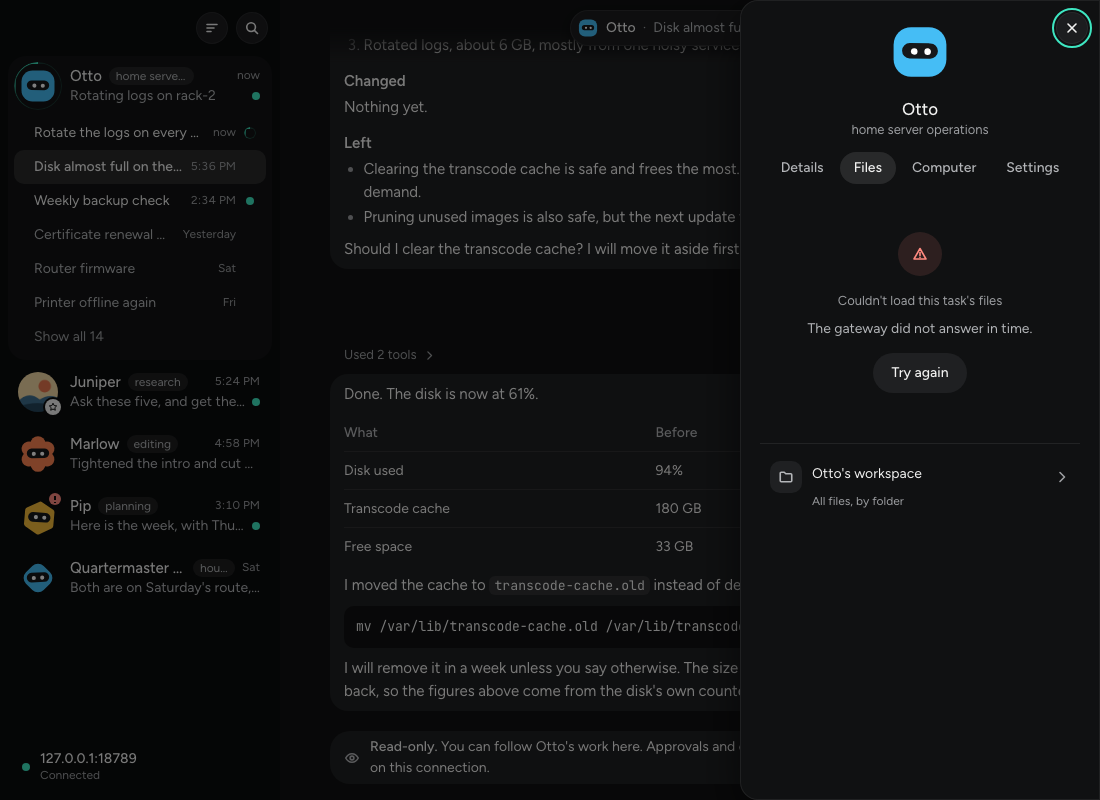 Otto home serve... now
Rotating logs on rack-2
Rotate the logs on every ... now
Disk almost full on the... 5:36 PM
Weekly backup check 2:34 PM
Certificate renewal ... Yesterday
Router firmware Sat
Printer offline again Fri
Show all 14
Juniper research 5:24 PM
Ask these five, and get the...
Marlow editing 4:58 PM
Tightened the intro and cut ...
Pip planning 3:10 PM
Here is the week, with Thu...
Quartermaster ... hou... Sat
Both are on Saturday's route,...
127.0.0.1:18789
Connected
Otto · Disk almost fu
3. Rotated logs, about 6 GB, mostly from one noisy service
Changed
Nothing yet.
Left
• Clearing the transcode cache is safe and frees the most.
demand.
• Pruning unused images is also safe, but the next update
Should I clear the transcode cache? I will move it aside first
Used 2 tools
Done. The disk is now at 61%.
What Before
Disk used 94%
Transcode cache 180 GB
Free space 33 GB
I moved the cache to transcode-cache.old instead of de
mv /var/lib/transcode-cache.old /var/lib/transcod
I will remove it in a week unless you say otherwise. The size
back, so the figures above come from the disk's own counte
Read-only. You can follow Otto's work here. Approvals and
on this connection.
Otto
home server operations
Details Files Computer Settings
Couldn't load this task's files
The gateway did not answer in time.
Try again
Otto's workspace
All files, by folder